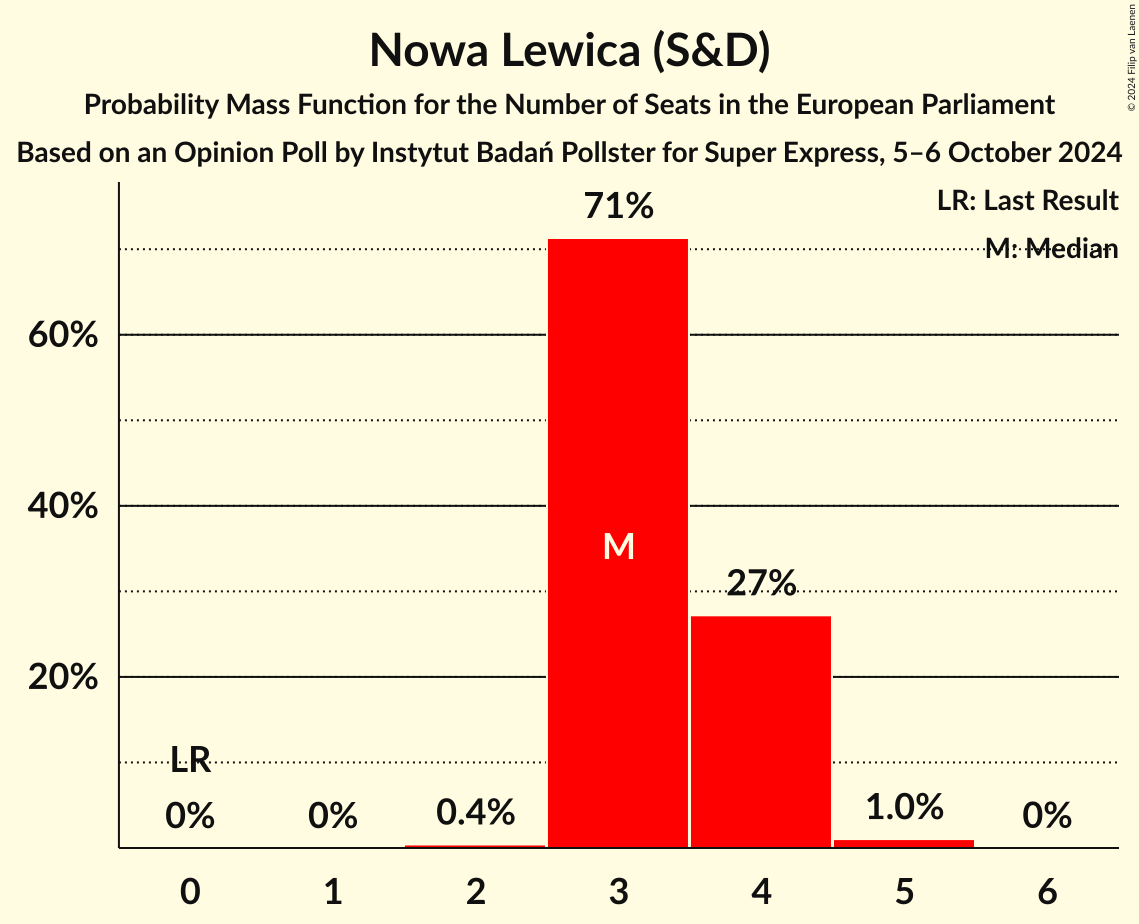 Nowa Lewica (S&D)
Probability Mass Function for the Number of Seats in the European Parliament
Based on an Opinion Poll by Instytut Badań Pollster for Super Express, 5–6 October 2024
© 2024 Filip van Laenen
LR: Last Result
M: Median
71%
60%
40%
M
27%
20%
LR
0%
0%
0.4%
1.0%
0%
0
1
2
3
4
5
6